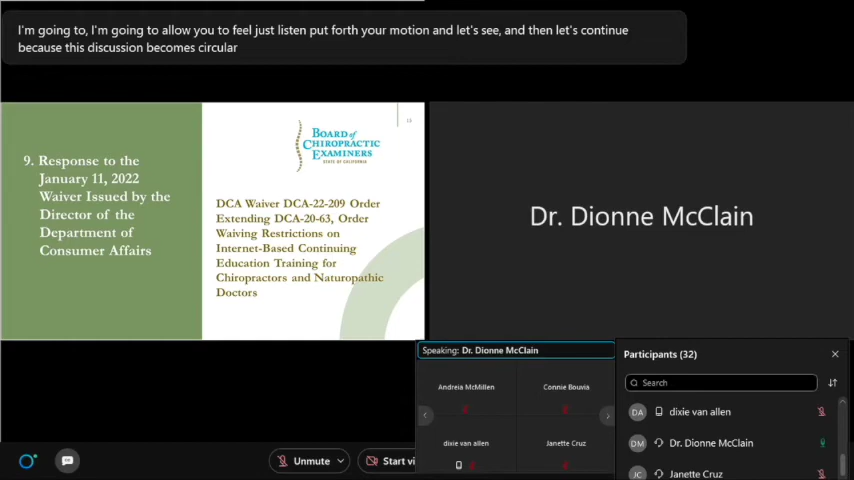 I'm going to, I'm going to allow you to feel just listen put forth your motion and let's see, and then let's continue
because this discussion becomes circular
9. Response to the
January 11, 2022
Waiver Issued by the
Director of the
Department of
Consumer Affairs
BOARD of
CHIROPRACTIC
EXAMINERS
STATE OF CALIFORNIA
DCA Waiver DCA-22-209 Order
Extending DCA-20-63, Order
Waiving Restrictions on
Internet-Based Continuing
Education Training for
Chiropractors and Naturopathic
Doctors
Dr. Dionne McClain
Speaking: Dr. Dionne McClain
Andreia McMillen
Connie Bouvia
dixie van allen
Janette Cruz
Participants (32)
Search
DA dixie van allen
DM Dr. Dionne McClain
JC Janette Cruz
Unmute
Start vi